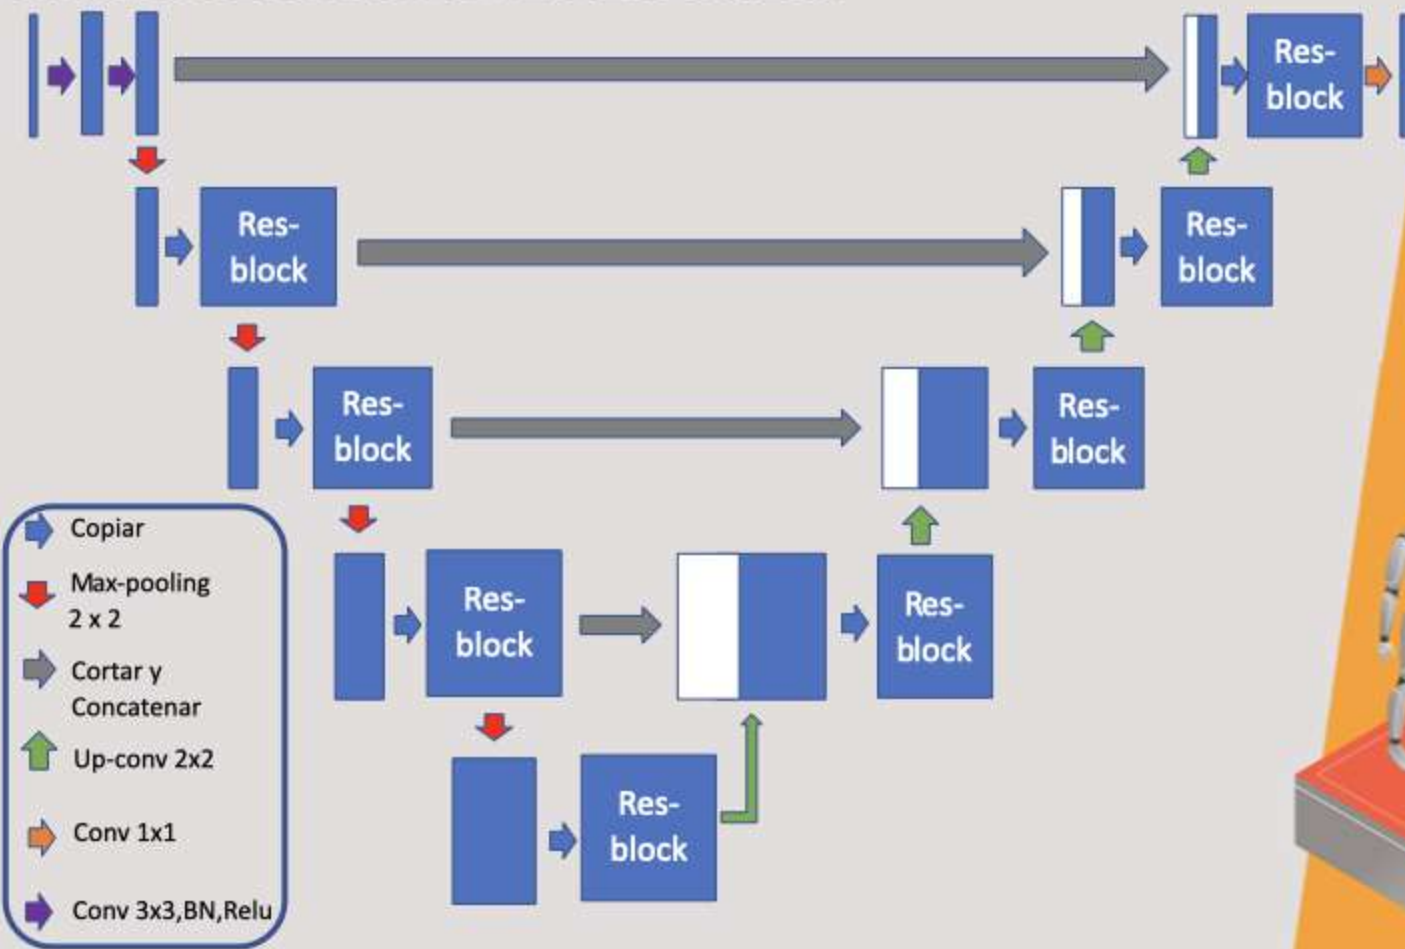 Res-
block
Res-
block
Res-
block
Res-
block
Res-
block
Res-
block
Res-
block
Res-
block
Copiar
Max-pooling
2 x 2
Cortar y
Concatenar
Up-conv 2x2
Conv 1x1
Conv 3x3,BN,Relu